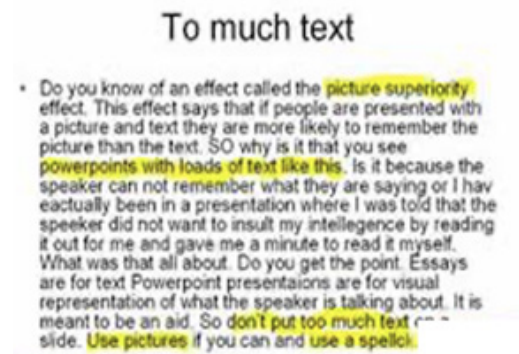 To much text
• Do you know of an effect called the picture superiority
effect. This effect says that if people are presented with
a picture and text they are more likely to remember the
picture than the text. SO why is it that you see
powerpoints with loads of text like this. Is it because the
speaker can not remember what they are saying or I hav
eactually been in a presentation where I was told that the
speeker did not want to insult my intellegence by reading
it out for me and gave me a minute to read it myself.
What was that all about. Do you get the point. Essays
are for text Powerpoint presentaions are for visual
representation of what the speaker is talking about. It is
meant to be an aid. So don't put too much text
slide. Use pictures if you can and use a